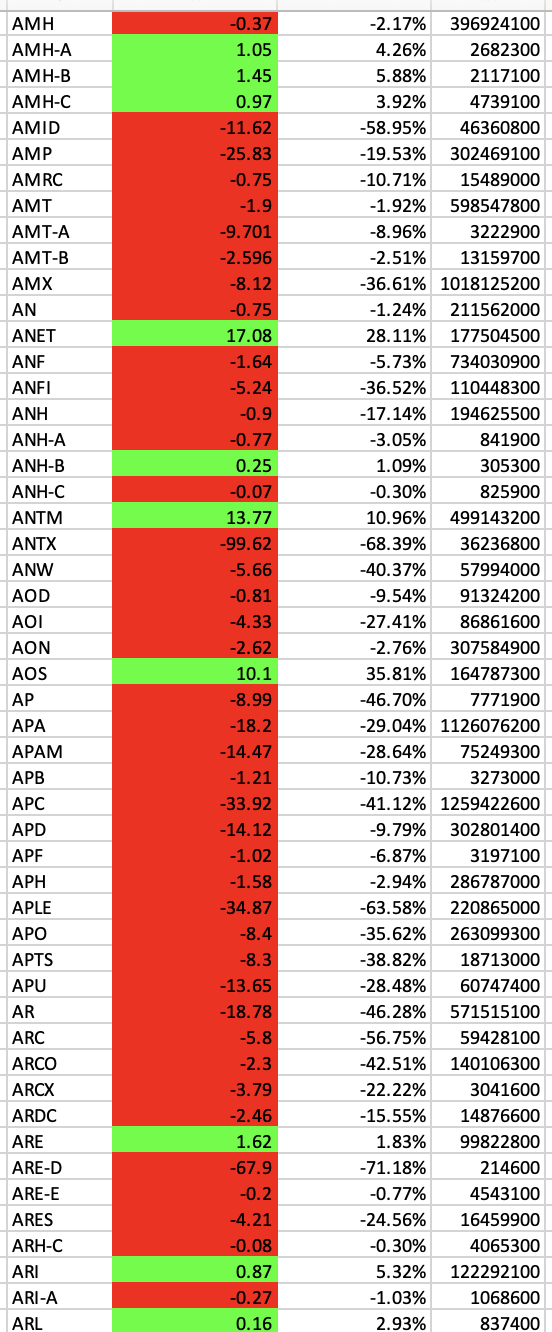 AMH -0.37 -2.17% 396924100
AMH-A 1.05 4.26% 2682300
AMH-B 1.45 5.88% 2117100
AMH-C 0.97 3.92% 4739100
AMID -11.62 -58.95% 46360800
AMP -25.83 -19.53% 302469100
AMRC -0.75 -10.71% 15489000
AMT -1.9 -1.92% 598547800
AMT-A -9.701 -8.96% 3222900
AMT-B -2.596 -2.51% 13159700
AMX -8.12 -36.61% 1018125200
AN -0.75 -1.24% 211562000
ANET 17.08 28.11% 177504500
ANF -1.64 -5.73% 734030900
ANFI -5.24 -36.52% 110448300
ANH -0.9 -17.14% 194625500
ANH-A -0.77 -3.05% 841900
ANH-B 0.25 1.09% 305300
ANH-C -0.07 -0.30% 825900
ANTM 13.77 10.96% 499143200
ANTX -99.62 -68.39% 36236800
ANW -5.66 -40.37% 57994000
AOD -0.81 -9.54% 91324200
AOI -4.33 -27.41% 86861600
AON -2.62 -2.76% 307584900
AOS 10.1 35.81% 164787300
AP -8.99 -46.70% 7771900
APA -18.2 -29.04% 1126076200
APAM -14.47 -28.64% 75249300
APB -1.21 -10.73% 3273000
APC -33.92 -41.12% 1259422600
APD -14.12 -9.79% 302801400
APF -1.02 -6.87% 3197100
APH -1.58 -2.94% 286787000
APLE -34.87 -63.58% 220865000
APO -8.4 -35.62% 263099300
APTS -8.3 -38.82% 18713000
APU -13.65 -28.48% 60747400
AR -18.78 -46.28% 571515100
ARC -5.8 -56.75% 59428100
ARCO -2.3 -42.51% 140106300
ARCX -3.79 -22.22% 3041600
ARDC -2.46 -15.55% 14876600
ARE 1.62 1.83% 99822800
ARE-D -67.9 -71.18% 214600
ARE-E -0.2 -0.77% 4543100
ARES -4.21 -24.56% 16459900
ARH-C -0.08 -0.30% 4065300
ARI 0.87 5.32% 122292100
ARI-A -0.27 -1.03% 1068600
ARL 0.16 2.93% 837400